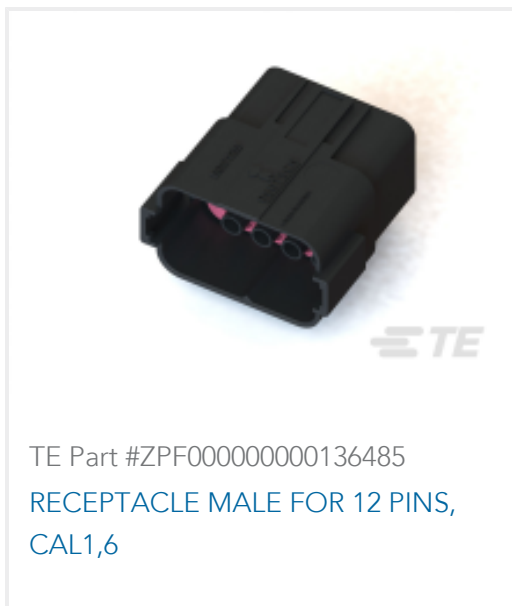 TE
TE Part #ZPF000000000136485
RECEPTACLE MALE FOR 12 PINS,
CAL1,6